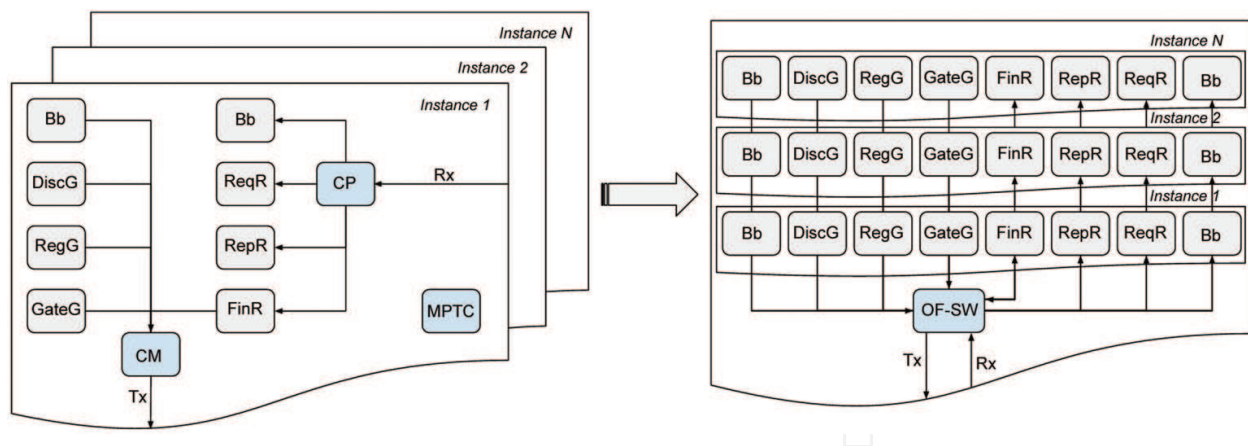 Instance N
Instance 2
Instance 1
Bb
Bb
DiscG
ReqR
CP
Rx
RegG
RepR
GateG
FinR
MPTC
CM
Tx
Instance N
Bb DiscG RegG GateG FinR RepR ReqR Bb
Instance 2
Bb DiscG RegG GateG FinR RepR ReqR Bb
Instance 1
Bb DiscG RegG GateG FinR RepR ReqR Bb
OF-SW
Tx Rx